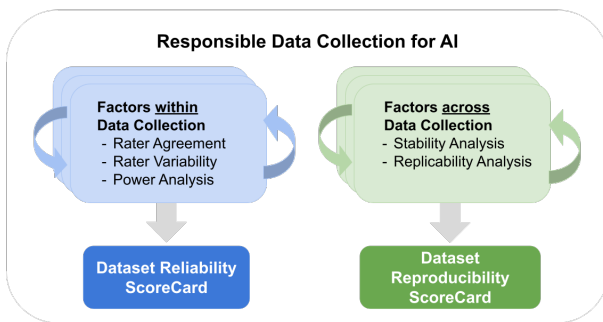 Responsible Data Collection for AI
Factors within
Data Collection
- Rater Agreement
- Rater Variability
- Power Analysis
Factors across
Data Collection
- Stability Analysis
- Replicability Analysis
Dataset Reliability
ScoreCard
Dataset
Reproducibility
ScoreCard